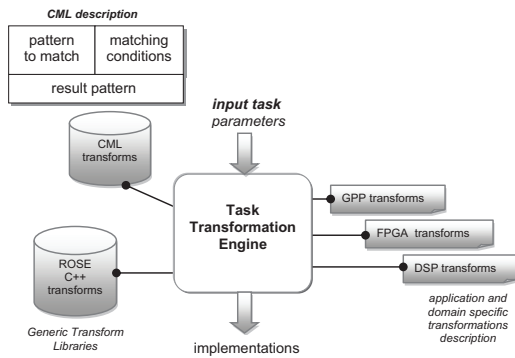 CML description
pattern to match
matching conditions
result pattern
input task
parameters
CML
transforms
Task
Transformation
Engine
GPP transforms
FPGA transforms
DSP transforms
ROSE
C++
transforms
Generic Transform
Libraries
application and
domain specific
transformations
description
implementations